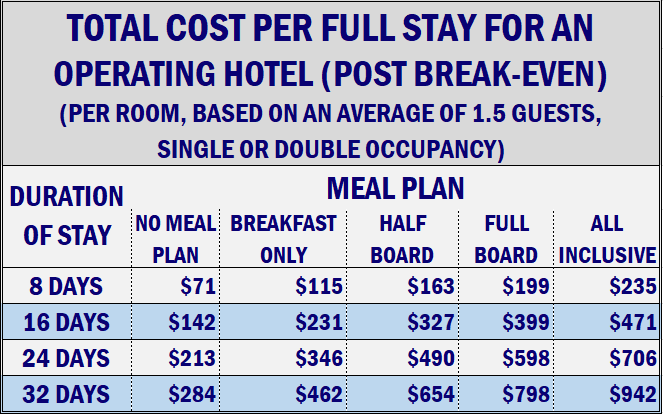 TOTAL COST PER FULL STAY FOR AN
OPERATING HOTEL (POST BREAK-EVEN)
(PER ROOM, BASED ON AN AVERAGE OF 1.5 GUESTS,
SINGLE OR DOUBLE OCCUPANCY)
DURATION OF STAY
MEAL PLAN
NO MEAL PLAN BREAKFAST ONLY HALF BOARD FULL BOARD ALL INCLUSIVE
8 DAYS $71 $115 $163 $199 $235
16 DAYS $142 $231 $327 $399 $471
24 DAYS $213 $346 $490 $598 $706
32 DAYS $284 $462 $654 $798 $942